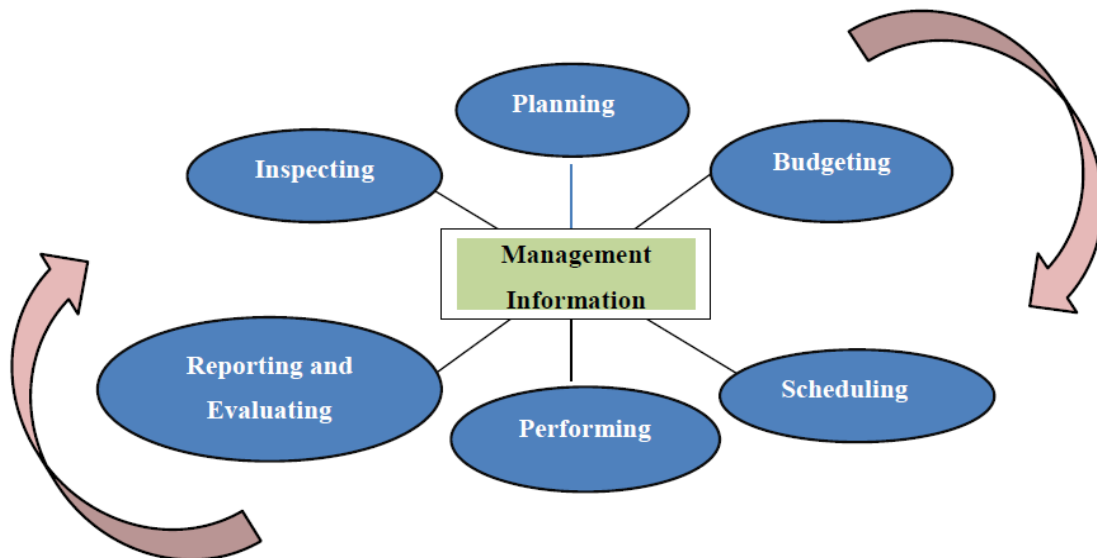 Planning
Inspecting
Budgeting
Management
Information
Reporting and
Evaluating
Scheduling
Performing